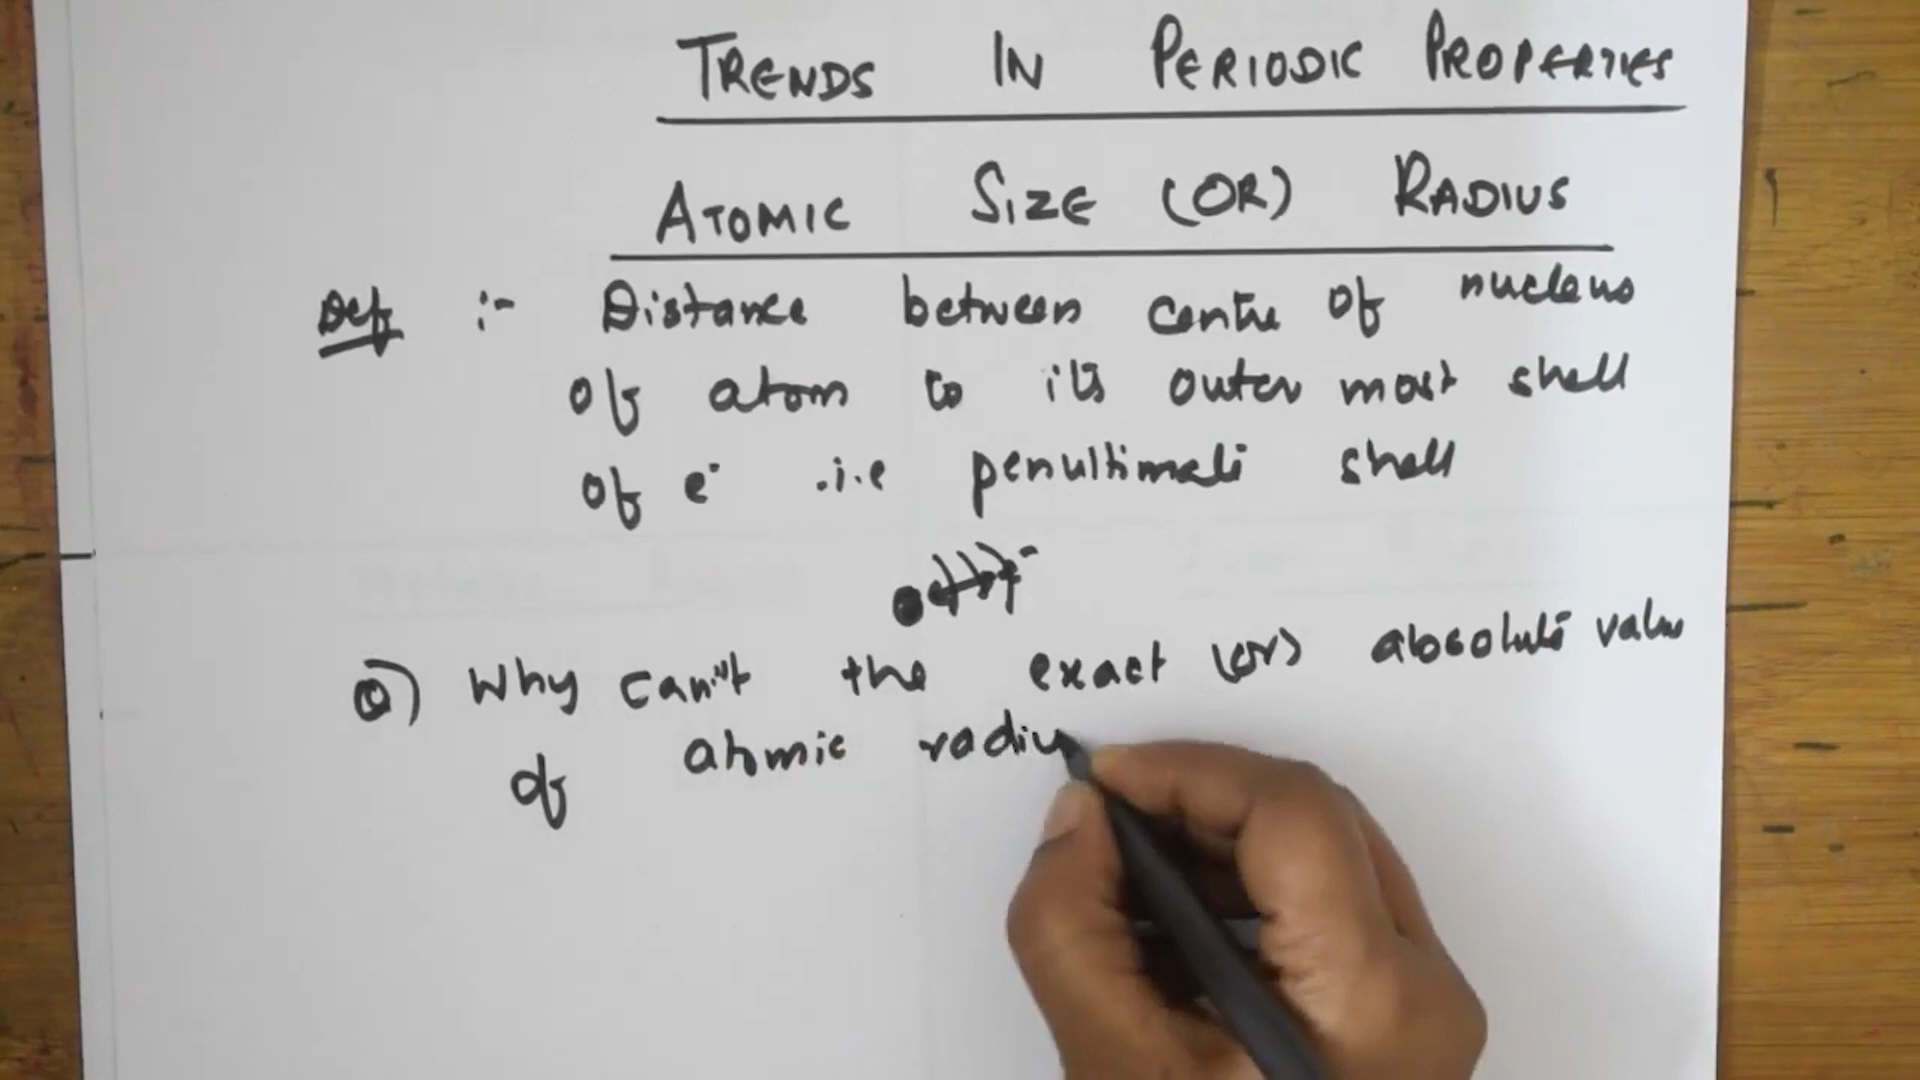 TRENDS IN PERIODIC PROPERTIES
ATOMIC SIZE (OR) RADIUS
Def :- Distance between centre of nucleus
of atom to its outer most shell
of e- .i.e penultimate shell
Q) Why can't the exact (or) absolute value
of atomic radiu